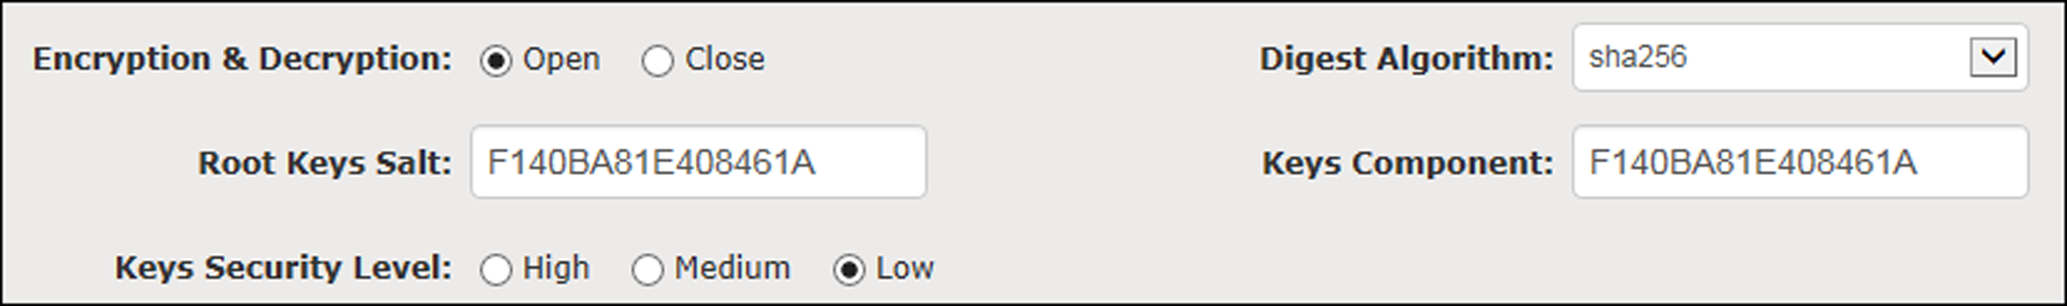 Encryption & Decryption: Open Close Digest Algorithm: sha256
Root Keys Salt: F140BA81E408461A Keys Component: F140BA81E408461A
Keys Security Level: High Medium Low